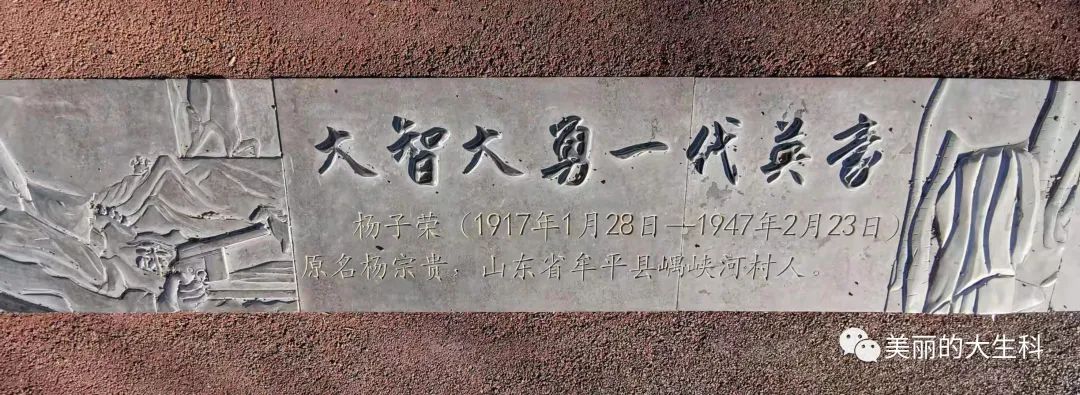 大智大勇一代英豪
杨子荣（1917年1月28日—1947年2月23日）
原名杨宗贵，山东省牟平县嵎峡河村人。
美丽的大生科